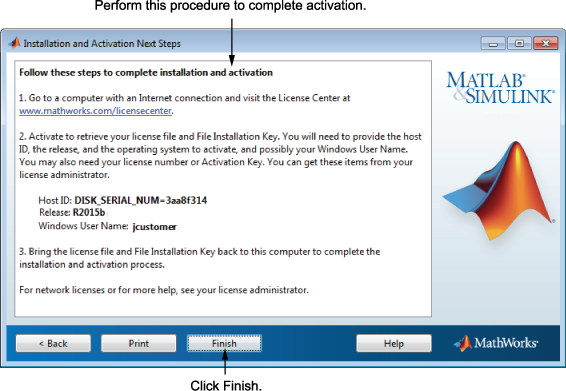 Perform this procedure to complete activation.
Installation and Activation Next Steps
Follow these steps to complete installation and activation
1. Go to a computer with an Internet connection and visit the License Center at
www.mathworks.com/licensecenter.
2. Activate to retrieve your license file and File Installation Key. You will need to provide the host
ID, the release, and the operating system to activate, and possibly your Windows User Name.
You may also need your license number or Activation Key. You can get these items from your
license administrator.
Host ID: DISK_SERIAL_NUM=3aa8f314
Release: R2015b
Windows User Name: jcustomer
3. Bring the license file and File Installation Key back to this computer to complete the
installation and activation process.
For network licenses or for more help, see your license administrator.
MATLAB®
&SIMULINK®
< Back
Print
Finish
Help
MathWorks®
Click Finish.